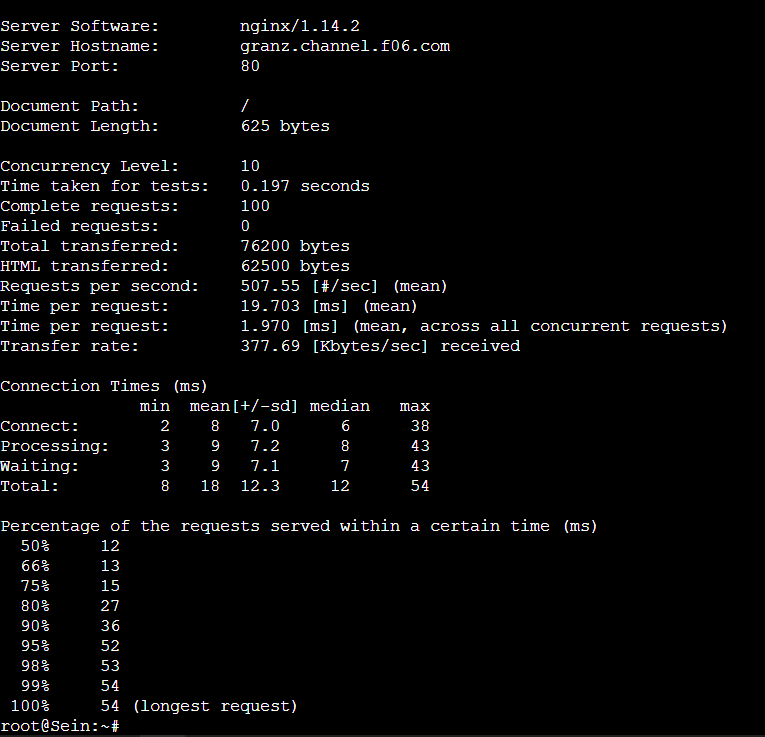 Server Software:        nginx/1.14.2
Server Hostname:        granz.channel.f06.com
Server Port:            80
Document Path:          /
Document Length:        625 bytes
Concurrency Level:      10
Time taken for tests:   0.197 seconds
Complete requests:      100
Failed requests:        0
Total transferred:      76200 bytes
HTML transferred:       62500 bytes
Requests per second:    507.55 [#/sec] (mean)
Time per request:       19.703 [ms] (mean)
Time per request:       1.970 [ms] (mean, across all concurrent requests)
Transfer rate:          377.69 [Kbytes/sec] received
Connection Times (ms)
              min  mean[+/-sd] median   max
Connect:        2    8   7.0      6      38
Processing:     3    9   7.2      8      43
Waiting:        3    9   7.1      7      43
Total:          8   18  12.3     12      54
Percentage of the requests served within a certain time (ms)
  50%     12
  66%     13
  75%     15
  80%     27
  90%     36
  95%     52
  98%     53
  99%     54
 100%     54 (longest request)
root@Sein:~#